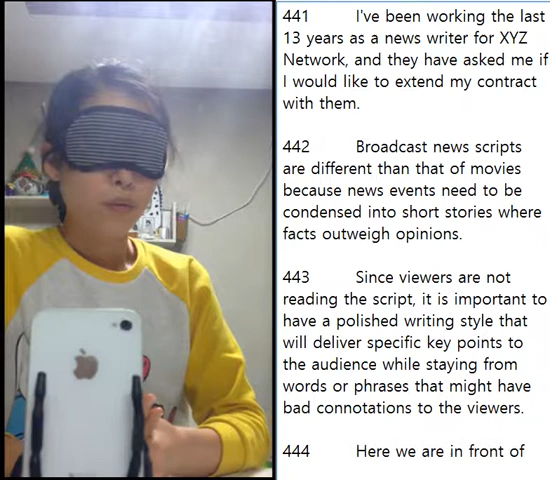 441 I've been working the last
13 years as a news writer for XYZ
Network, and they have asked me if
I would like to extend my contract
with them.
442 Broadcast news scripts
are different than that of movies
because news events need to be
condensed into short stories where
facts outweigh opinions.
443 Since viewers are not
reading the script, it is important to
have a polished writing style that
will deliver specific key points to
the audience while staying from
words or phrases that might have
bad connotations to the viewers.
444 Here we are in front of